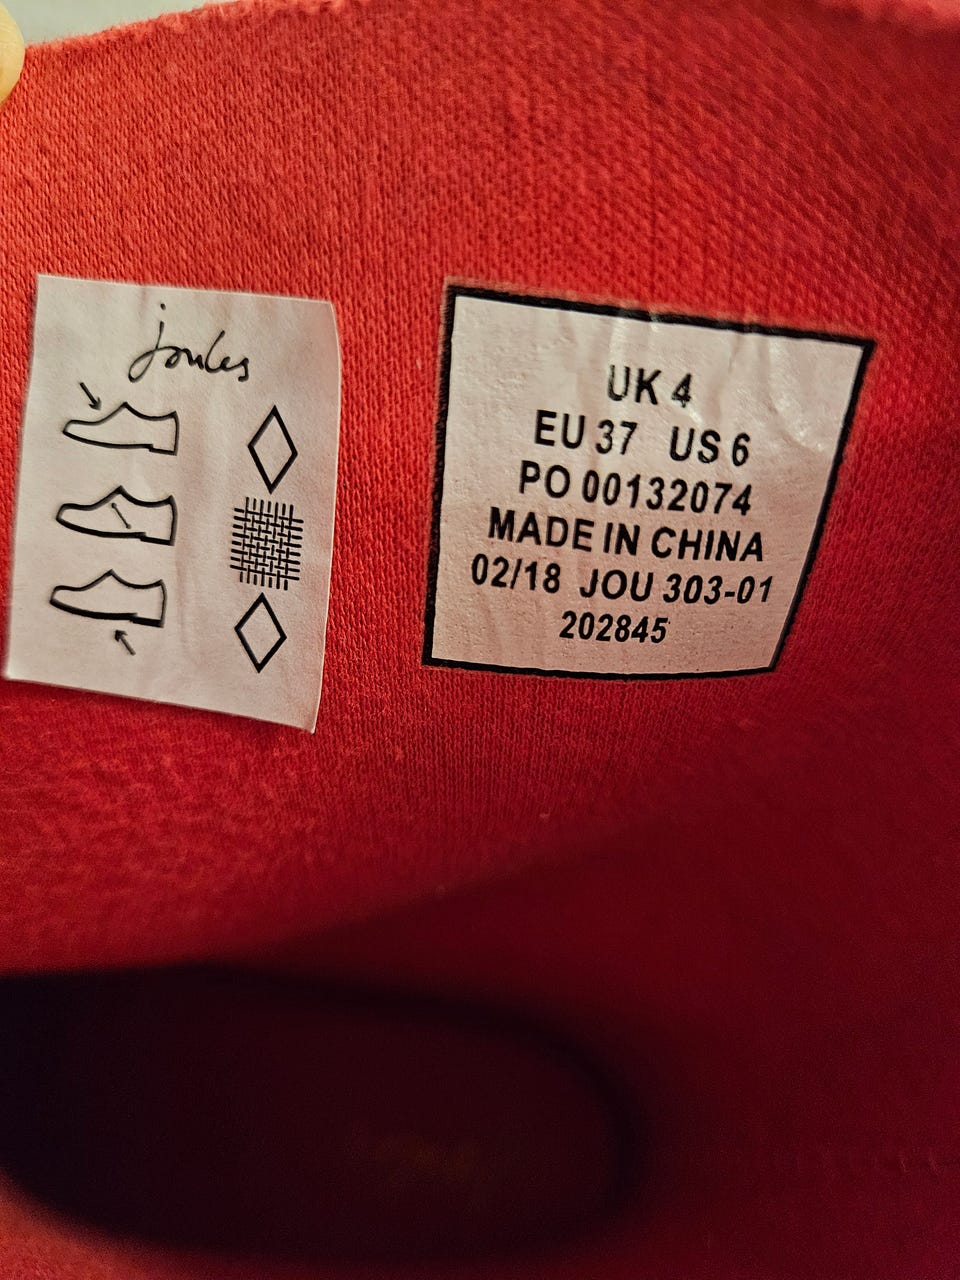 joules
UK 4
EU 37 US 6
PO 00132074
MADE IN CHINA
02/18 JOU 303-01
202845